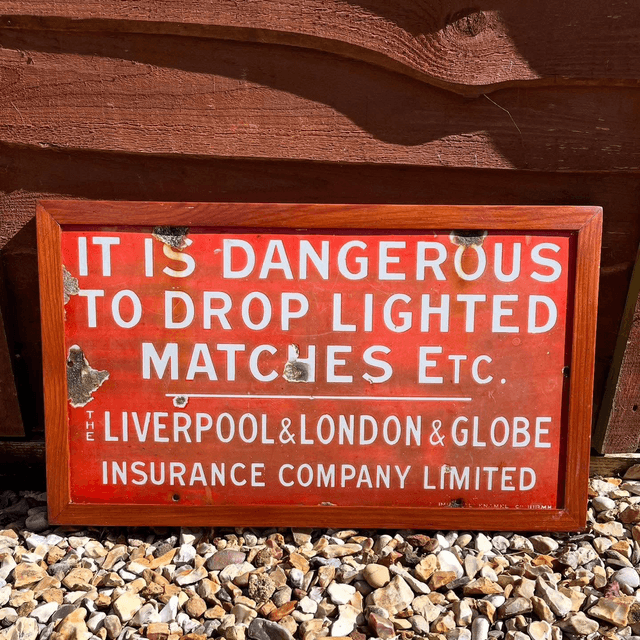 IT IS DANGEROUS
TO DROP LIGHTED
MATCHES ETC.
THE LIVERPOOL & LONDON & GLOBE
INSURANCE COMPANY LIMITED